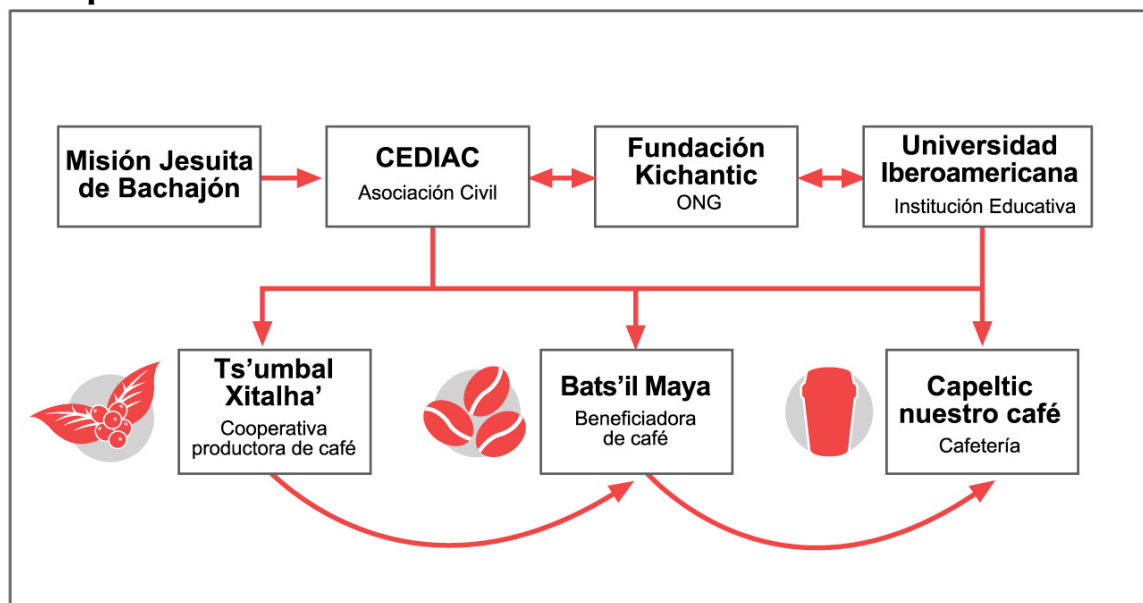 Misión Jesuita
de Bachajón
CEDIAC
Asociación Civil
Fundación
Kichantic
ONG
Universidad
Iberoamericana
Institución Educativa
Ts’umbal
Xitalha’
Cooperativa
productora de café
Bats’il Maya
Beneficiadora
de café
Capeltic
nuestro café
Cafetería